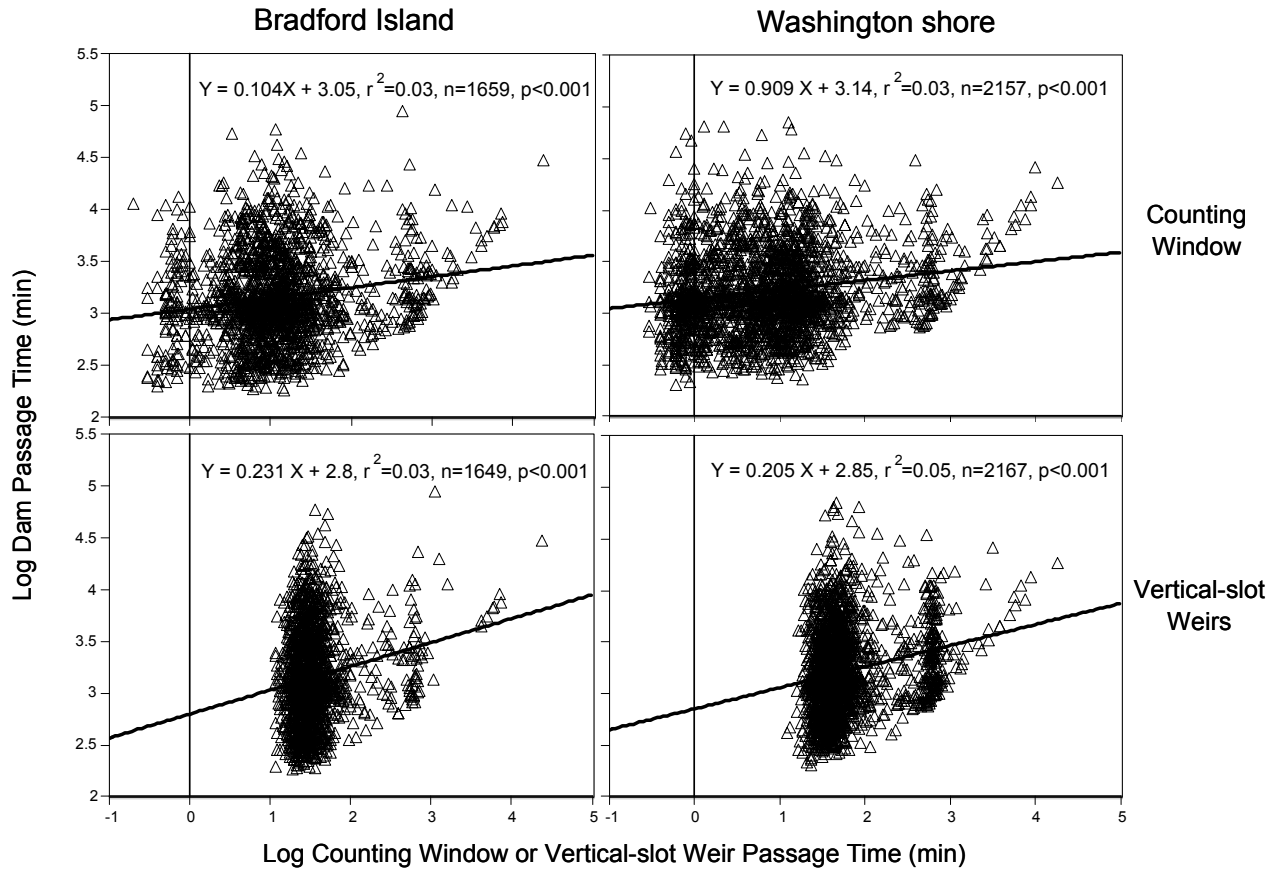 Bradford Island
Washington shore
5.5
5
4.5
4
3.5
3
2.5
2
Y = 0.104X + 3.05, r2=0.03, n=1659, p<0.001
Y = 0.909 X + 3.14, r2=0.03, n=2157, p<0.001
Counting
Window
Log Dam Passage Time (min)
5.5
5
4.5
4
3.5
3
2.5
2
Y = 0.231 X + 2.8, r2=0.03, n=1649, p<0.001
Y = 0.205 X + 2.85, r2=0.05, n=2167, p<0.001
Vertical-slot
Weirs
-1 0 1 2 3 4 5
-1 0 1 2 3 4 5
Log Counting Window or Vertical-slot Weir Passage Time (min)